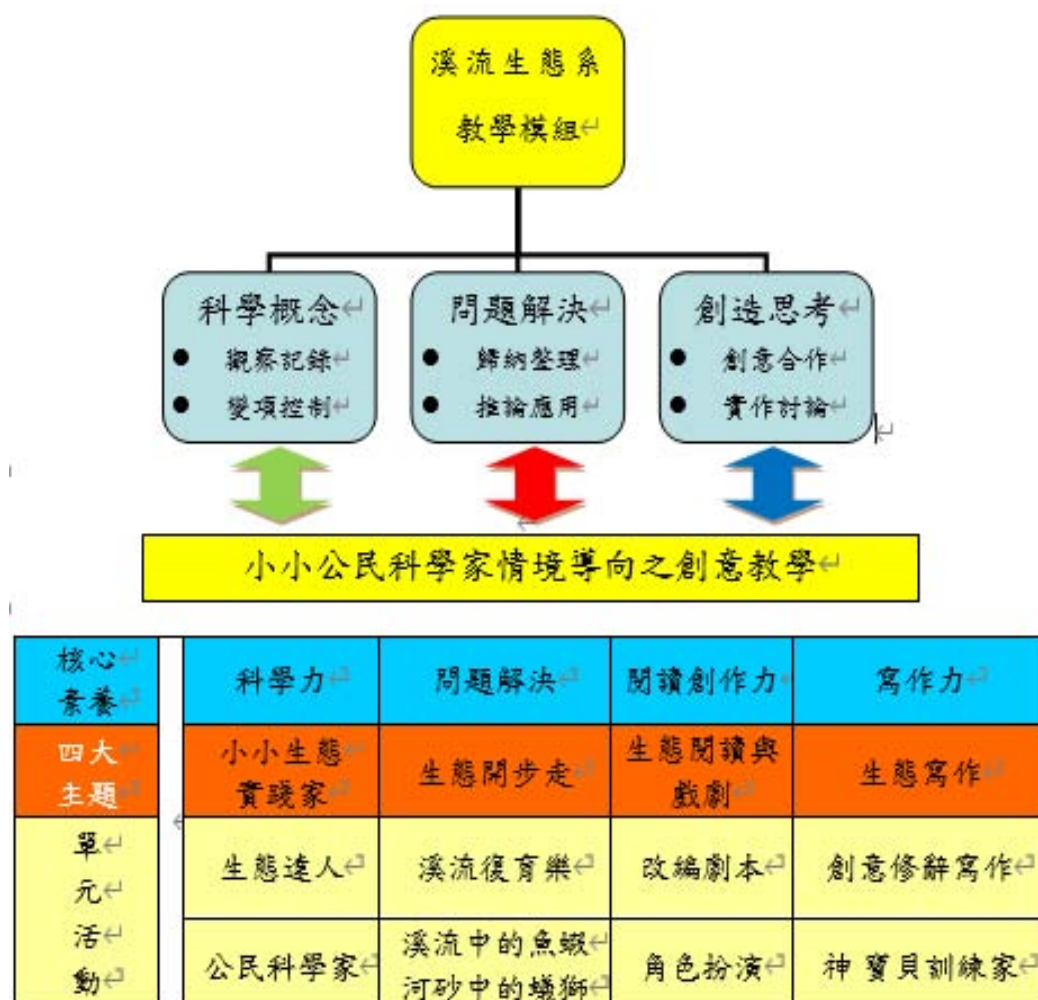 溪流生態系
教學模組
科學概念
● 觀察記錄
● 變項控制
問題解決
● 歸納整理
● 推論應用
創造思考
● 創意合作
● 實作討論
小小公民科學家情境導向之創意教學
核心
素養
科學力
問題解決
閱讀創作力
寫作力
四大
主題
小小生態
實踐家
生態開步走
生態閱讀與
戲劇
生態寫作
單
元
活
動
生態達人
溪流復育樂
改編劇本
創意修辭寫作
公民科學家
溪流中的魚蝦
河砂中的蟻獅
角色扮演
神 寶貝訓練家